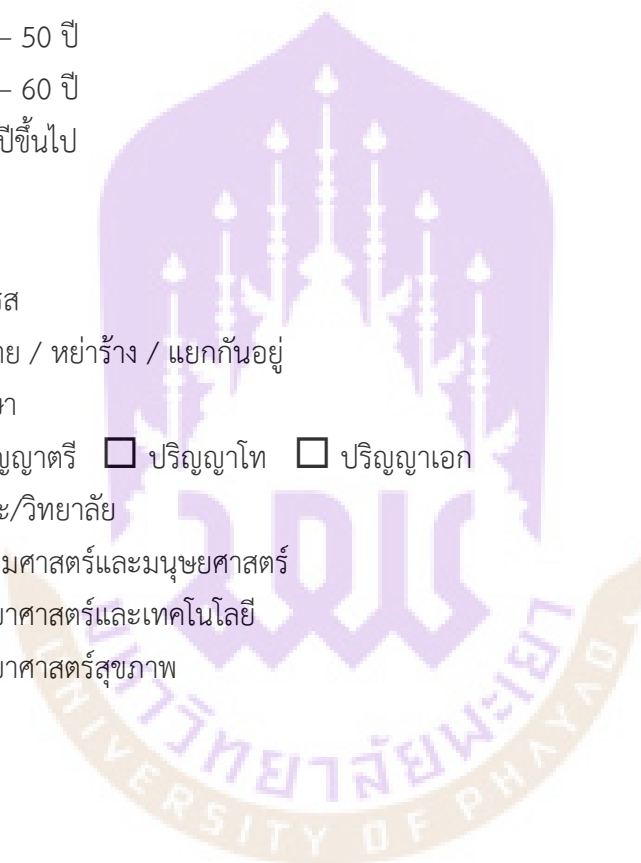 – 50 ปี
– 60 ปี
ปีขึ้นไป
รส
าย / หย่าร้าง / แยกกันอยู่
ษา
ญญาตรี ☐ ปริญญาโท ☐ ปริญญาเอก
ะ/วิทยาลัย
มศาสตร์และมนุษยศาสตร์
ยาศาสตร์และเทคโนโลยี
ยาศาสตร์สุขภาพ
มหาวิทยาลัยพะเยา
UNIVERSITY OF PHAYAO